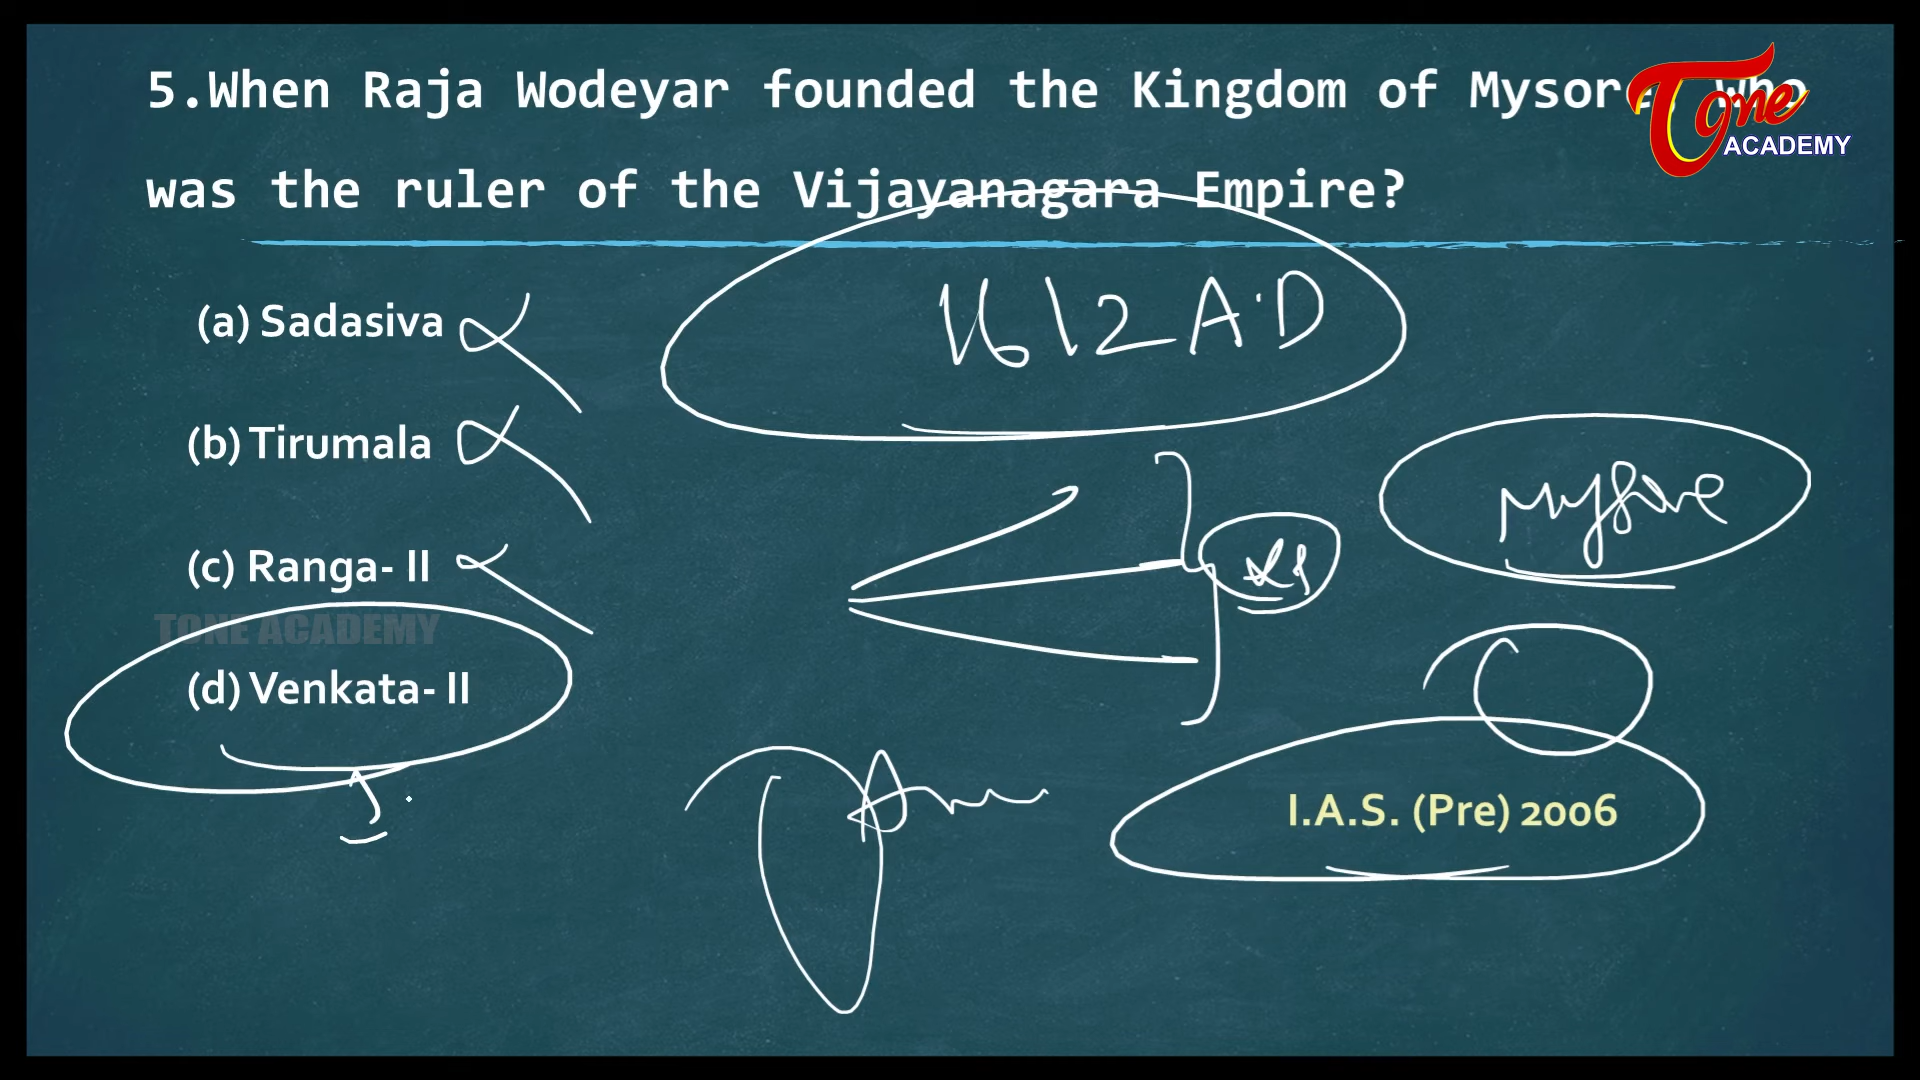 5.When Raja Wodeyar founded the Kingdom of Mysore, who
was the ruler of the Vijayanagara Empire?
Tone
ACADEMY
(a) Sadasiva
1612 A.D
(b) Tirumala
Mysore
(c) Ranga- II
TONE ACADEMY
(d) Venkata- II
I.A.S. (Pre) 2006